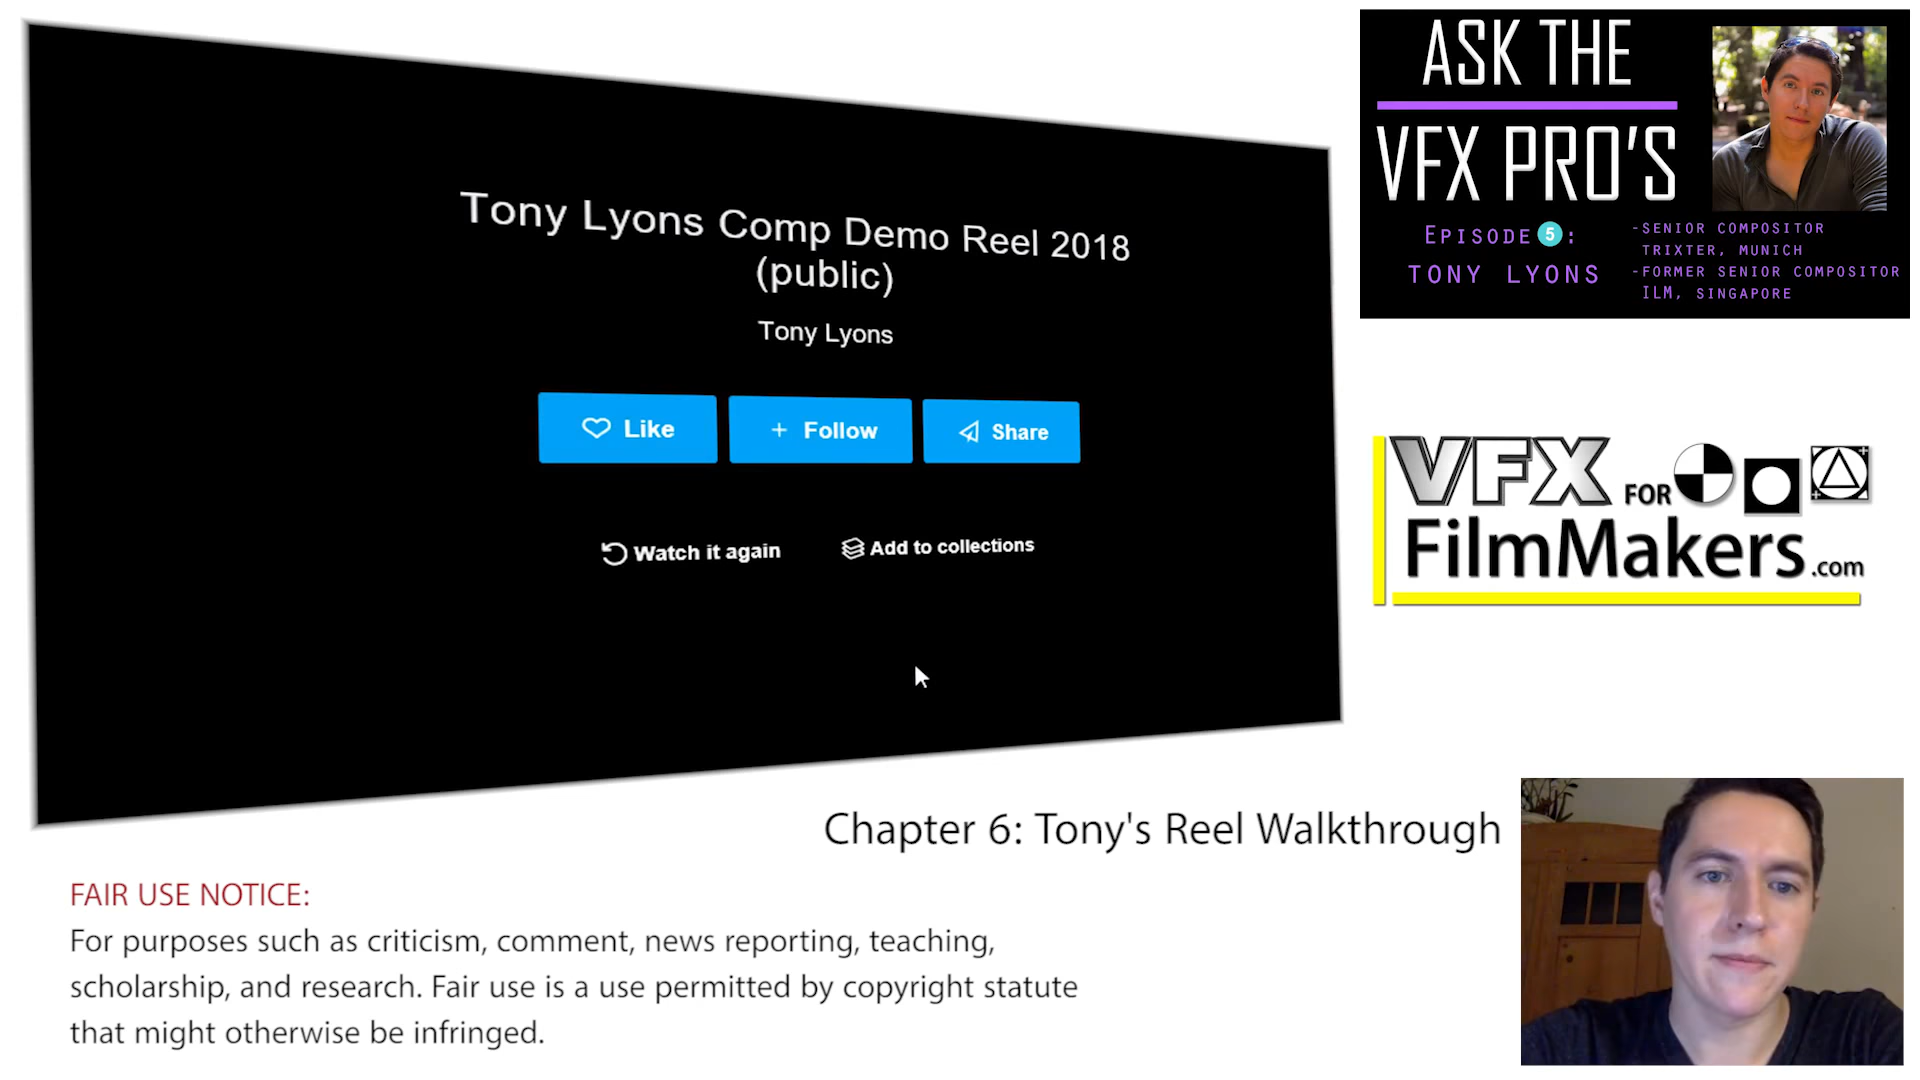 Tony Lyons Comp Demo Reel 2018
(public)
Tony Lyons
Like
+ Follow
Share
Watch it again
Add to collections
ASK THE
VFX PRO'S
EPISODE 5:
TONY LYONS
-SENIOR COMPOSITOR
TRIXTER, MUNICH
-FORMER SENIOR COMPOSITOR
ILM, SINGAPORE
VFX FOR
FilmMakers.com
Chapter 6: Tony's Reel Walkthrough
FAIR USE NOTICE:
For purposes such as criticism, comment, news reporting, teaching,
scholarship, and research. Fair use is a use permitted by copyright statute
that might otherwise be infringed.